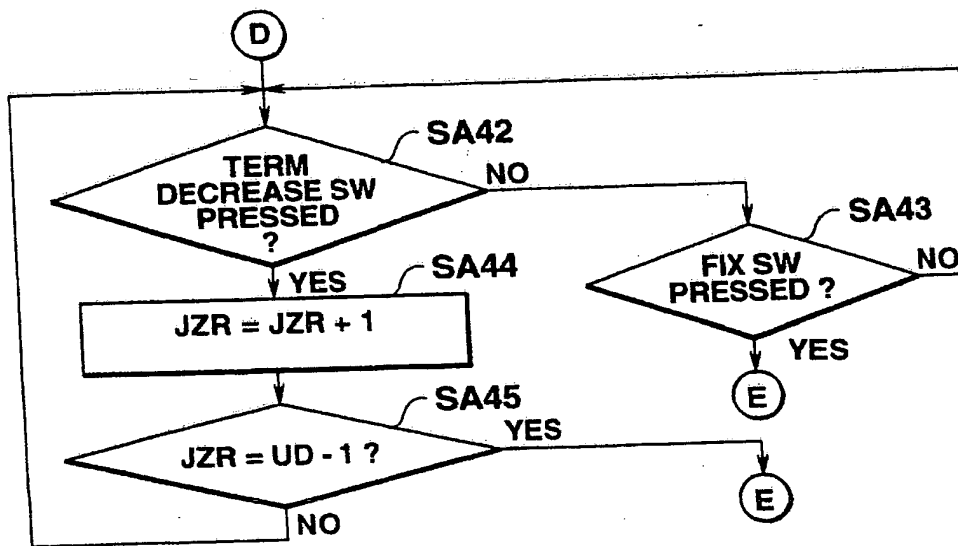 D
SA42
TERM
DECREASE SW
PRESSED
?
NO
SA43
FIX SW
PRESSED ?
NO
YES
E
YES
SA44
JZR = JZR + 1
SA45
JZR = UD - 1 ?
YES
E
NO